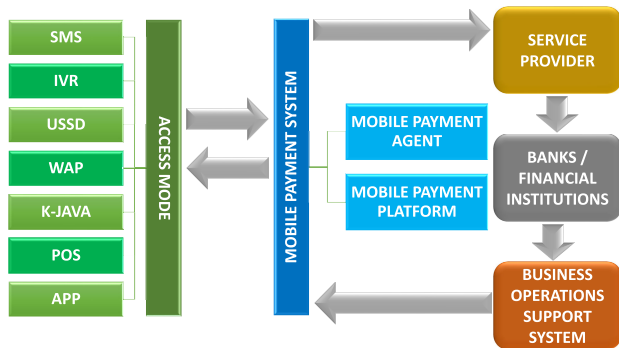 SMS
IVR
USSD
WAP
K-JAVA
POS
APP
ACCESS MODE
MOBILE PAYMENT SYSTEM
MOBILE PAYMENT
AGENT
MOBILE PAYMENT
PLATFORM
SERVICE
PROVIDER
BANKS /
FINANCIAL
INSTITUTIONS
BUSINESS
OPERATIONS
SUPPORT
SYSTEM